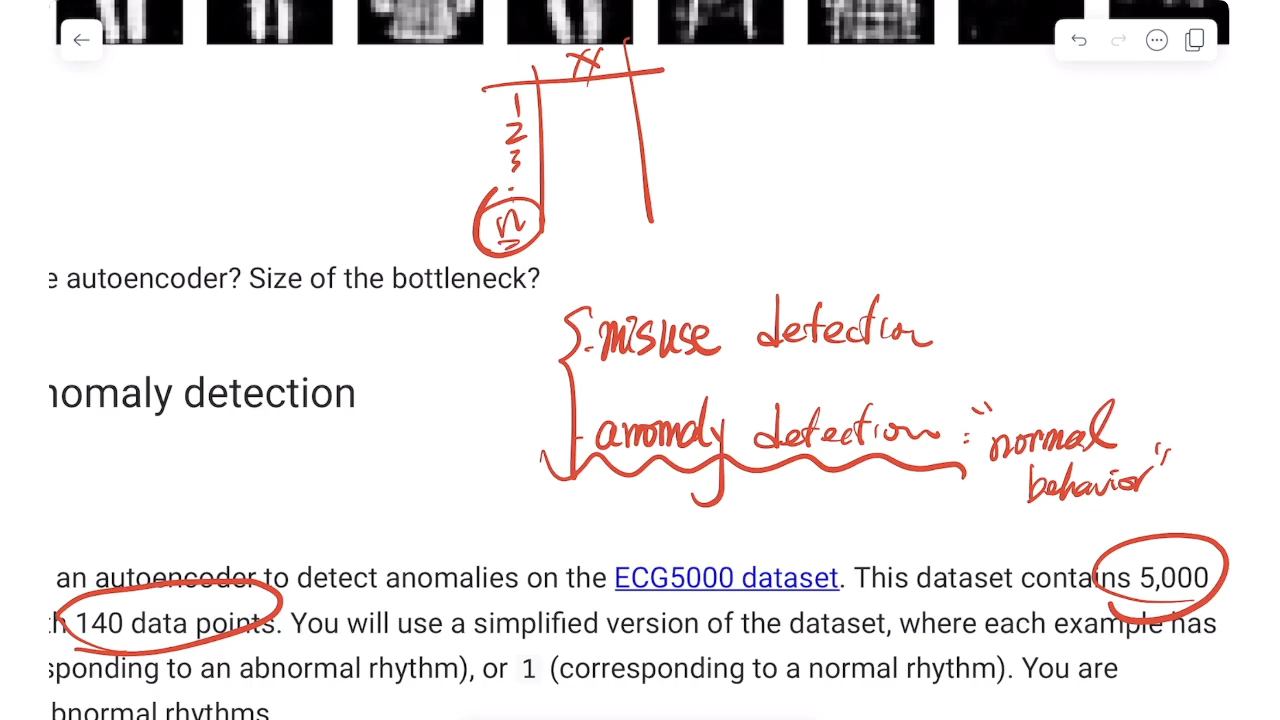 X
1
2
3
.
n
e autoencoder? Size of the bottleneck?
misuse detection
nomaly detection
anomaly detection : "normal behavior"
an autoencoder to detect anomalies on the ECG5000 dataset. This dataset contains 5,000
h 140 data points. You will use a simplified version of the dataset, where each example has
sponding to an abnormal rhythm), or 1 (corresponding to a normal rhythm). You are
bnormal rhythms